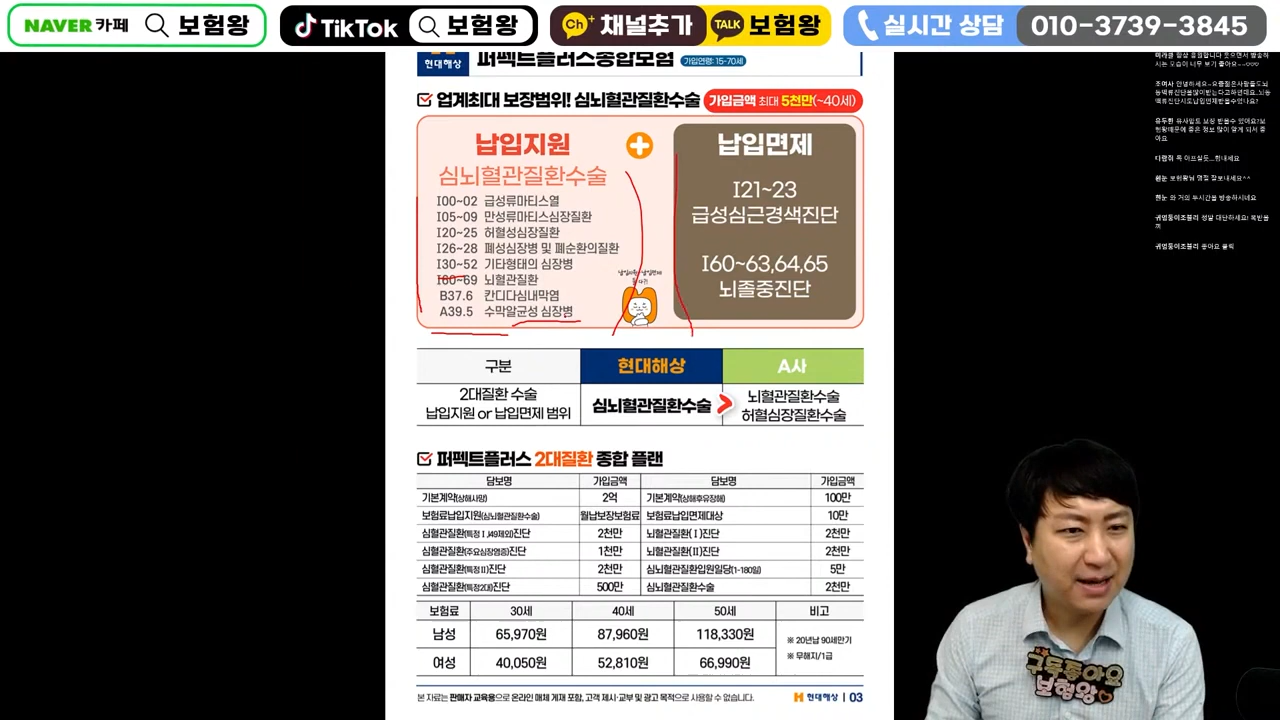 NAVER 카페 보험왕
TikTok 보험왕
Ch+ 채널추가 TALK 보험왕
실시간 상담 010-3739-3845
현대해상 퍼펙트플러스종합보험 가입연령: 15-70세
업계최대 보장범위! 심뇌혈관질환수술 가입금액 최대 5천만(~40세)
납입지원
심뇌혈관질환수술
I00~02 급성류마티스열
I05~09 만성류마티스심장질환
I20~25 허혈성심장질환
I26~28 폐성심장병 및 폐순환의질환
I30~52 기타형태의 심장병
I60~69 뇌혈관질환
B37.6 칸디다심내막염
A39.5 수막알균성 심장병
납입면제
I21~23
급성심근경색진단
I60~63,64,65
뇌졸중진단
구분 현대해상 A사
2대질환 수술
납입지원 or 납입면제 범위
심뇌혈관질환수술 >
뇌혈관질환수술
허혈심장질환수술
퍼펙트플러스 2대질환 종합 플랜
담보명 가입금액 담보명 가입금액
기본계약(상해사망) 2억 기본계약(상해후유장해) 100만
보험료납입지원(심뇌혈관질환수술) 월납보장보험료 보험료납입면제대상 10만
심혈관질환(특정Ⅰ,I49제외)진단 2천만 뇌혈관질환(Ⅰ)진단 2천만
심혈관질환(주요심장염증)진단 1천만 뇌혈관질환(Ⅱ)진단 2천만
심혈관질환(특정Ⅱ)진단 2천만 심뇌혈관질환입원일당(1-180일) 5만
심혈관질환(특정2대)진단 500만 심뇌혈관질환수술 2천만
보험료 30세 40세 50세 비고
남성 65,970원 87,960원 118,330원 ※ 20년납 90세만기
여성 40,050원 52,810원 66,990원 ※ 무해지/1급
본 자료는 판매자 교육용으로 온라인 매체 게재 포함, 고객 제시·교부 및 광고 목적으로 사용할 수 없습니다.
현대해상 | 03
원눈 보험왕님 명절 잘보내세요^^
귀염둥이조블리 좋아요 클릭
구독좋아요
보험왕